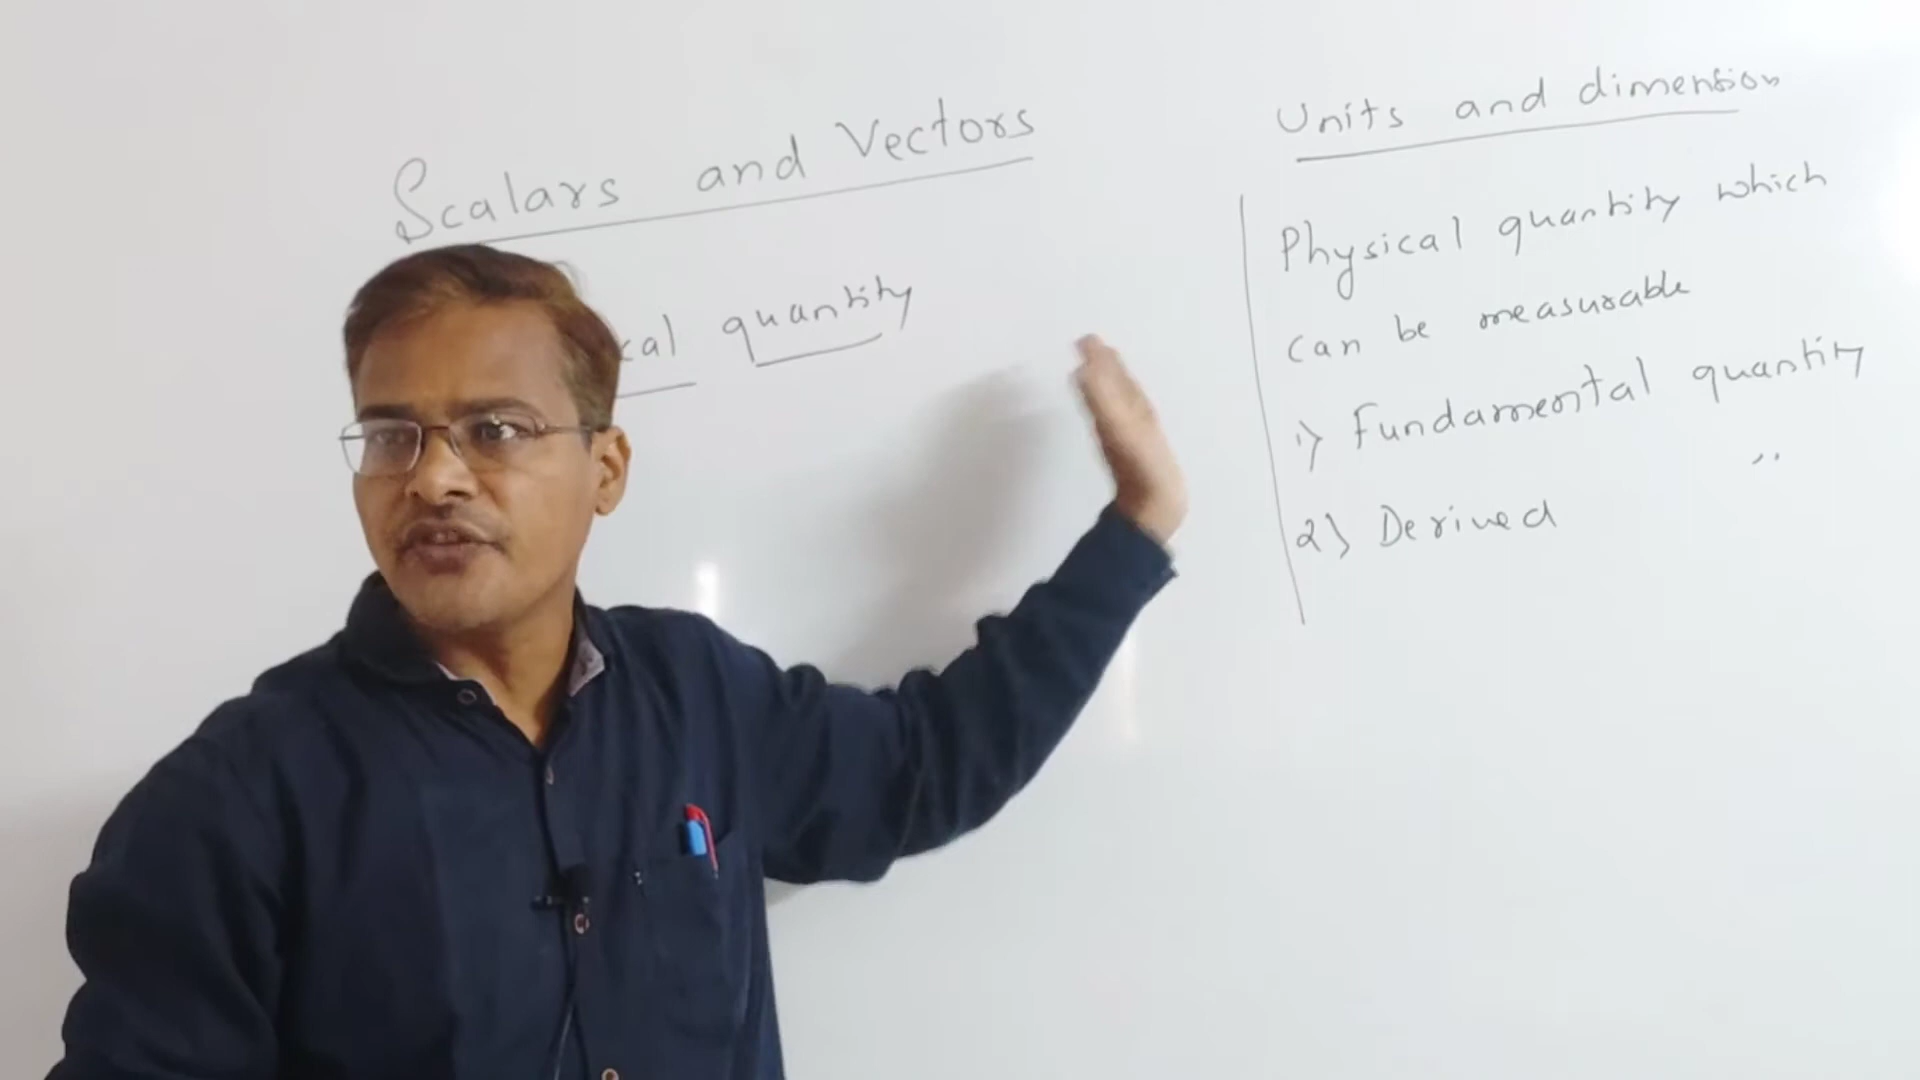 Scalars and Vectors
cal quantity
Units and dimension
Physical quantity which
can be measurable
1) Fundamental quantity
2) Derived "